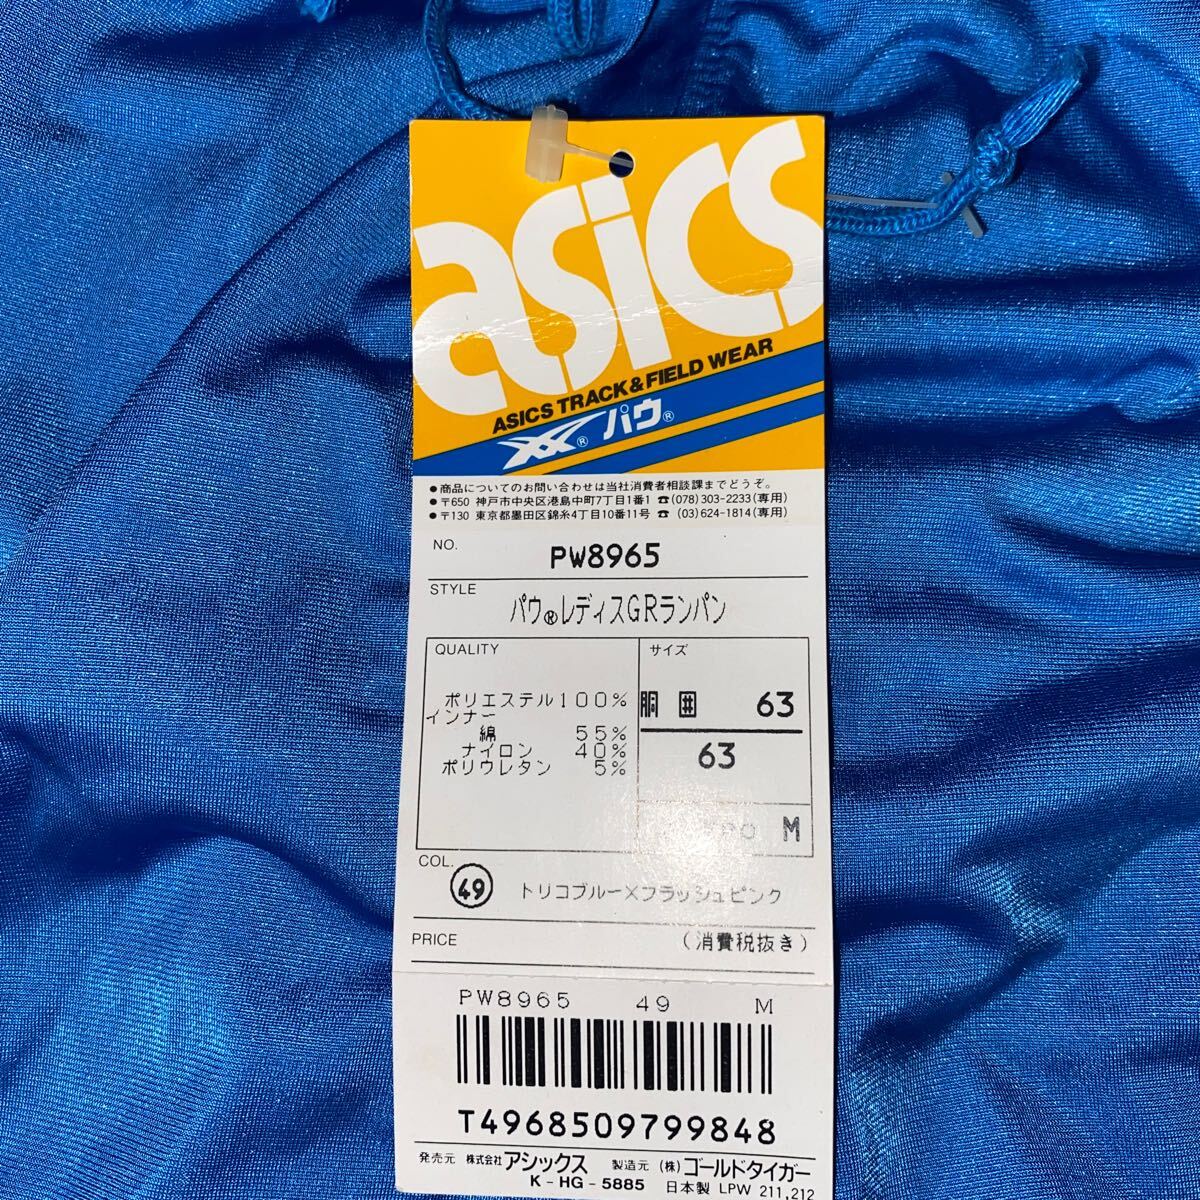 asics
ASICS TRACK&FIELD WEAR
® パウ®
●商品についてのお問い合わせは当社消費者相談課までどうぞ。
●〒650 神戸市中央区港島中町7丁目1番1 ☎(078)303-2233(専用)
●〒130 東京都墨田区錦糸4丁目10番11号 ☎ (03)624-1814(専用)
NO. PW8965
STYLE
パウ®レディスGRランパン
QUALITY
ポリエステル100%
インナー
綿 55%
ナイロン 40%
ポリウレタン 5%
サイズ
胴囲 63
63
M
COL.
49 トリコブルー×フラッシュピンク
PRICE (消費税抜き)
PW8965 49 M
T4968509799848
発売元 株式会社アシックス 製造元 (株)ゴールドタイガー
K-HG-5885 日本製 LPW 211,212